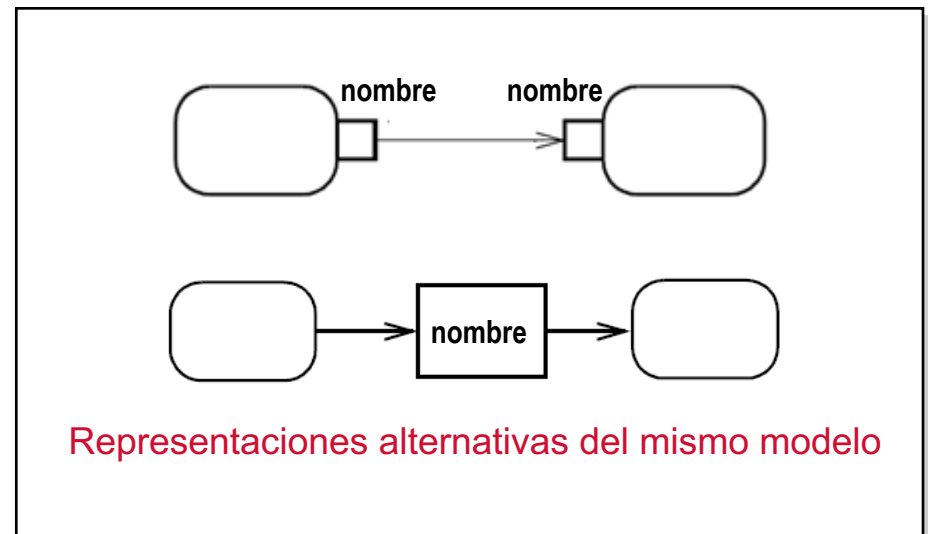 nombre nombre
nombre
Representaciones alternativas del mismo modelo